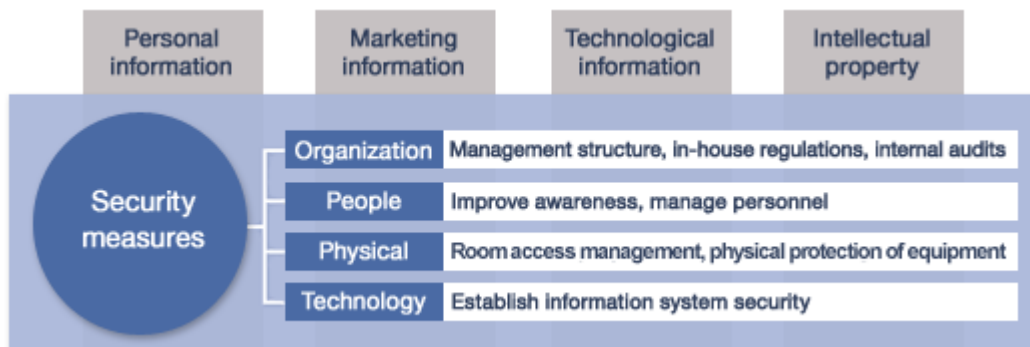 Personal
information
Marketing
information
Technological
information
Intellectual
property
Security
measures
Organization Management structure, in-house regulations, internal audits
People Improve awareness, manage personnel
Physical Room access management, physical protection of equipment
Technology Establish information system security